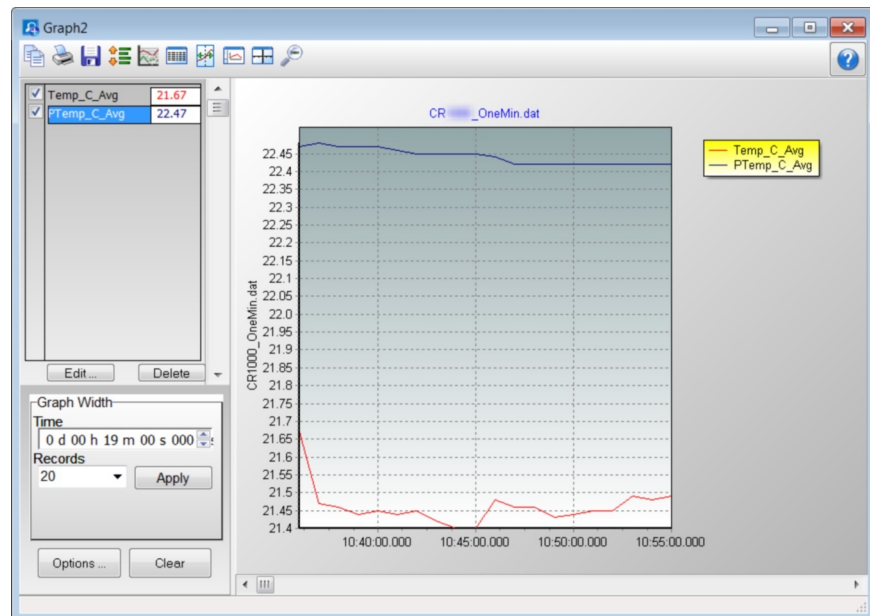 Graph2
Temp_C_Avg 21.67
PTemp_C_Avg 22.47
Edit ... Delete
Graph Width
Time
0 d 00 h 19 m 00 s 000
Records
20 Apply
Options ... Clear
CR _OneMin.dat
CR1000_OneMin.dat
22.45
22.4
22.35
22.3
22.25
22.2
22.15
22.1
22.05
22.0
21.95
21.9
21.85
21.8
21.75
21.7
21.65
21.6
21.55
21.5
21.45
21.4
10:40:00.000 10:45:00.000 10:50:00.000 10:55:00.000
Temp_C_Avg
PTemp_C_Avg